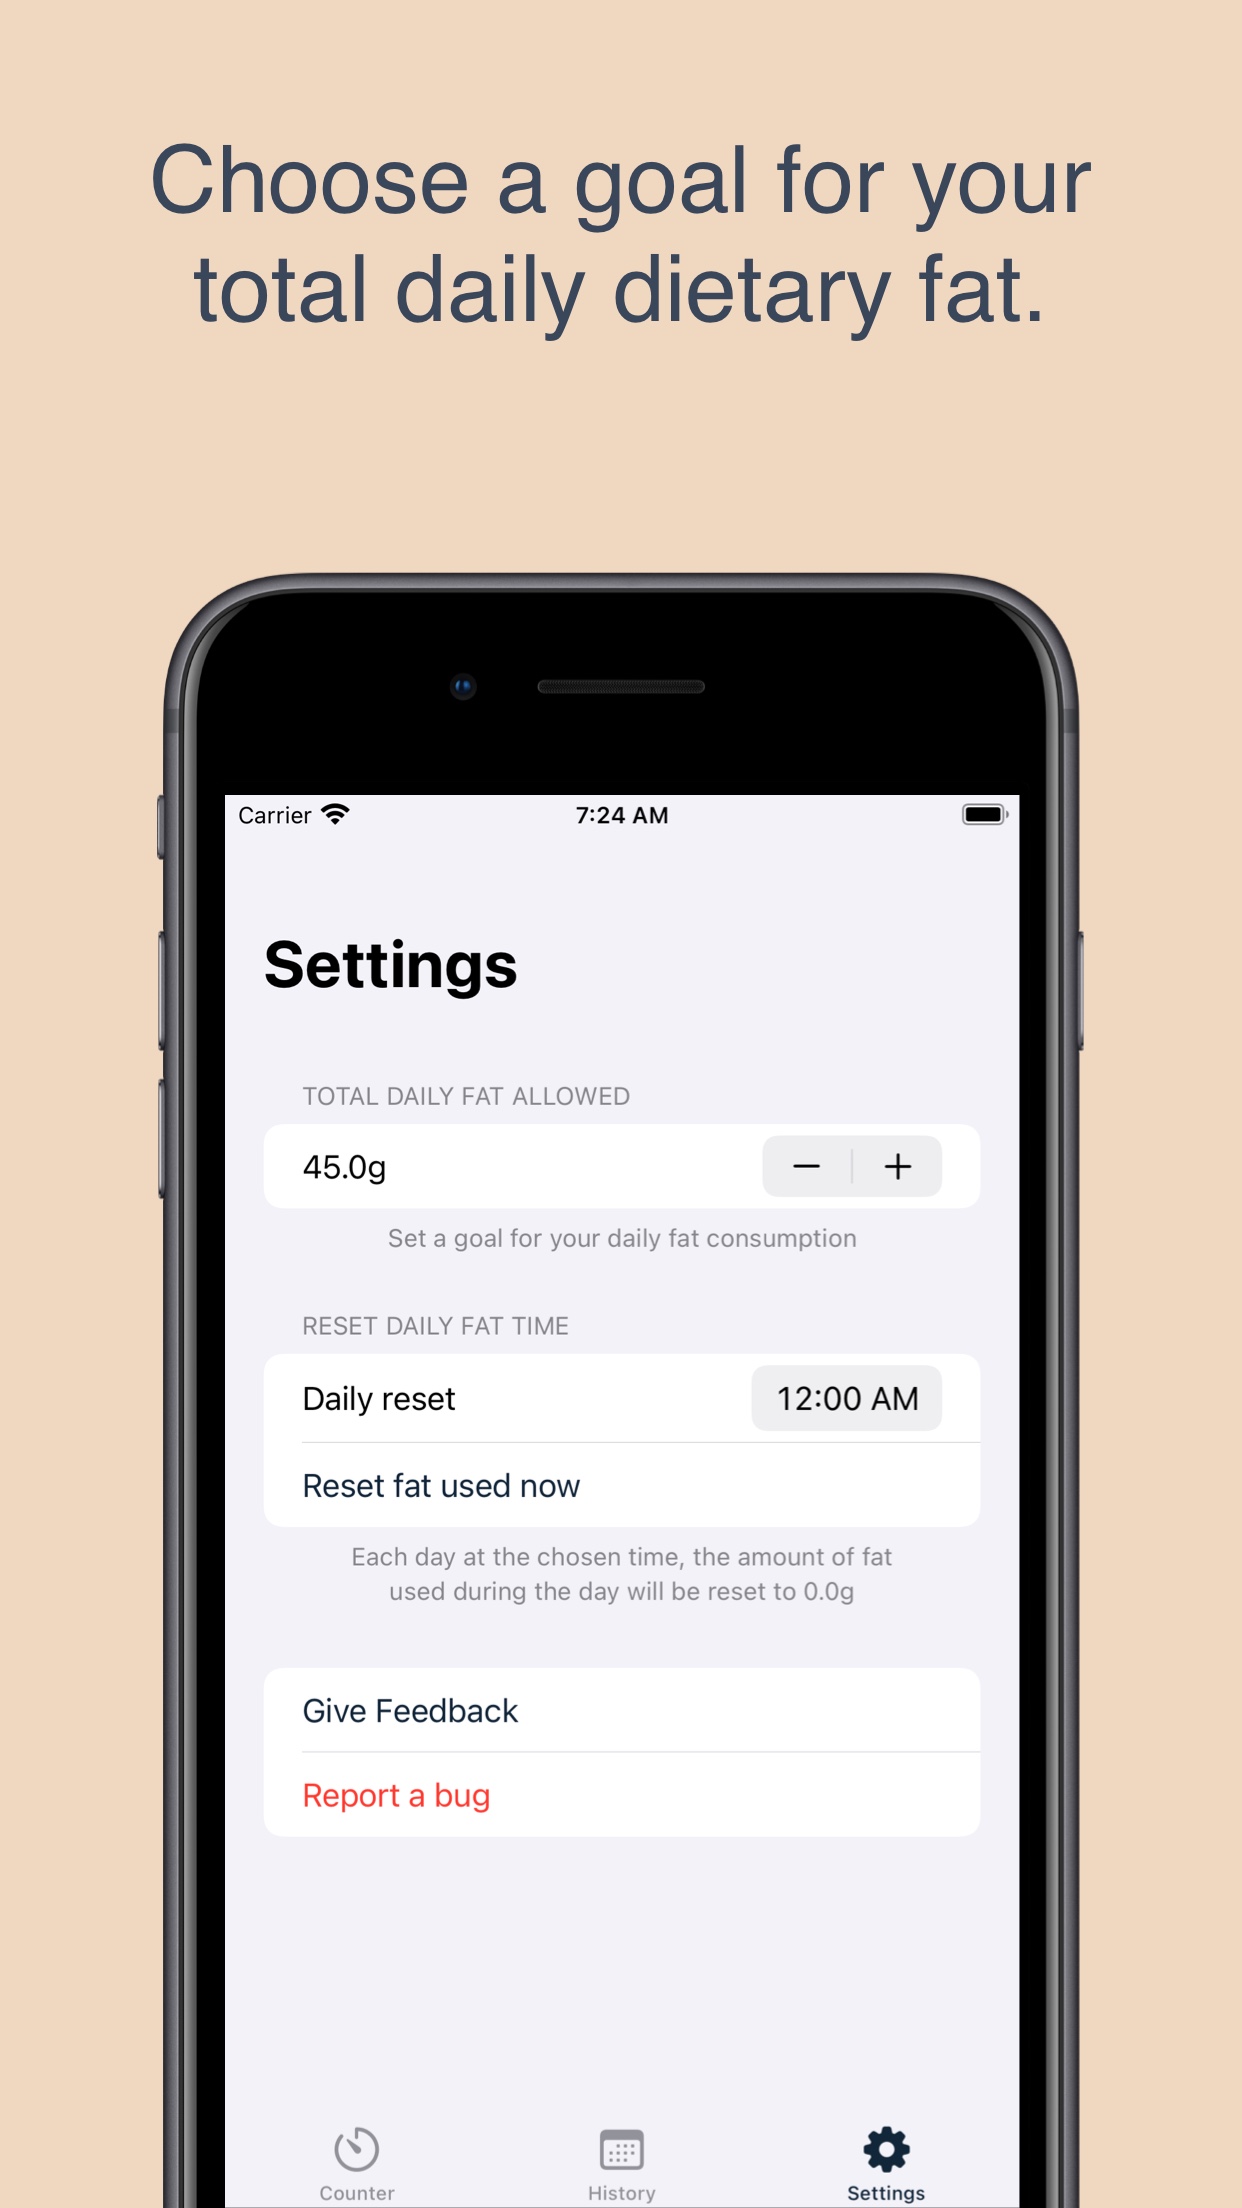 Choose a goal for your
total daily dietary fat.
Carrier 7:24 AM
Settings
TOTAL DAILY FAT ALLOWED
45.0g − +
Set a goal for your daily fat consumption
RESET DAILY FAT TIME
Daily reset 12:00 AM
Reset fat used now
Each day at the chosen time, the amount of fat
used during the day will be reset to 0.0g
Give Feedback
Report a bug
Counter History Settings